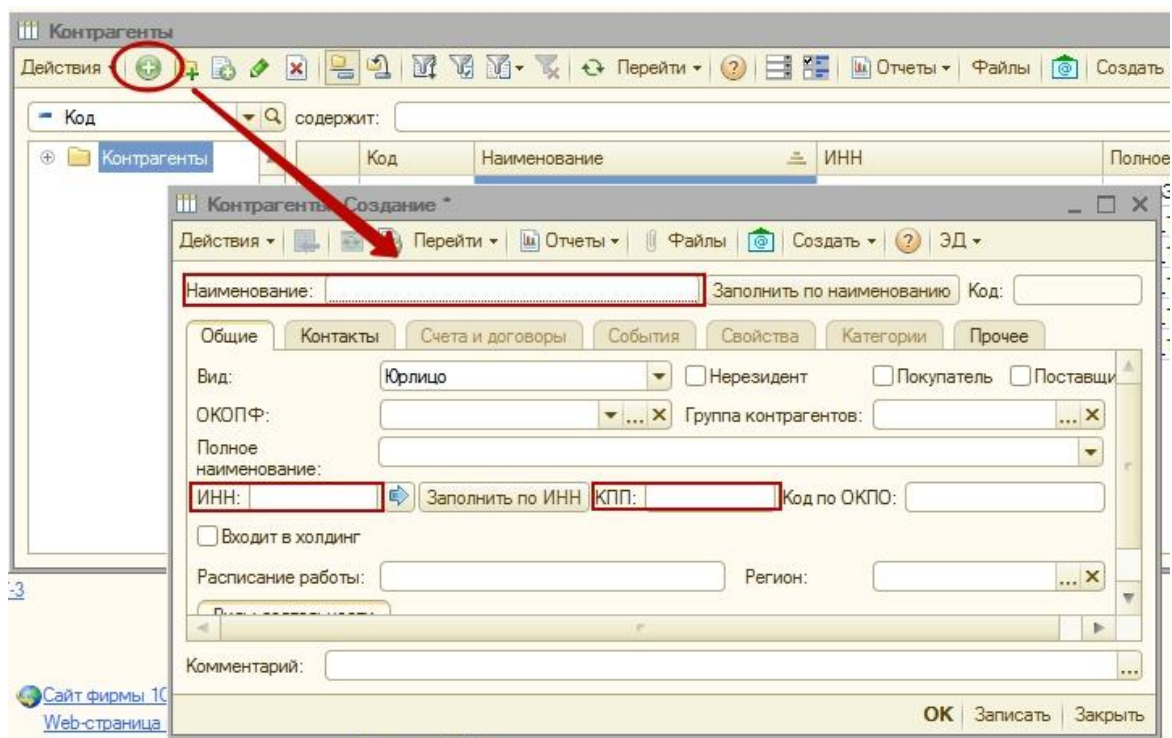 Контрагенты
Действия Перейти Отчеты Файлы Создать
Код содержит:
Контрагенты Код Наименование ИНН Полное
Контрагенты: Создание *
Действия Перейти Отчеты Файлы Создать ЭД
Наименование: Заполнить по наименованию Код:
Общие Контакты Счета и договоры События Свойства Категории Прочее
Вид: Юрлицо Нерезидент Покупатель Поставщи
ОКОПФ: Группа контрагентов:
Полное
наименование:
ИНН: Заполнить по ИНН КПП: Код по ОКПО:
Входит в холдинг
Расписание работы: Регион:
-3
Комментарий:
Сайт фирмы 1С
Web-страница
OK Записать Закрыть